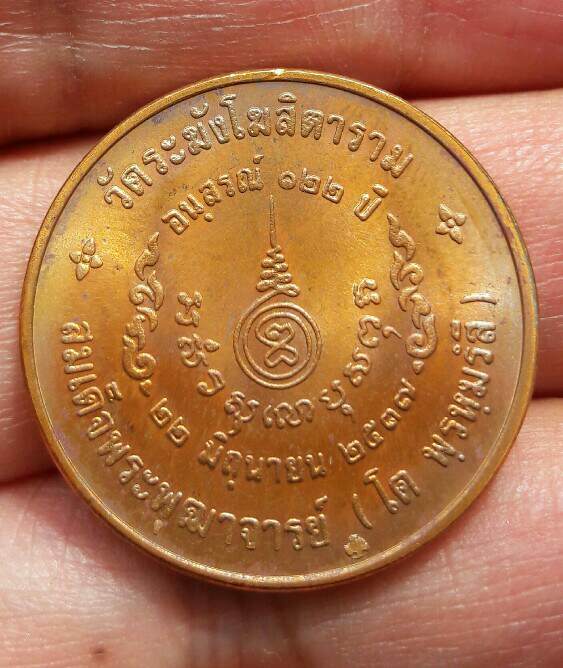 วัดระฆังโฆสิตาราม
อนุสรณ์ ๑๒๒ ปี
๒๒ มิถุนายน ๒๕๓๗
สมเด็จพระพุฒาจารย์ (โต พฺรหฺมรํสี)